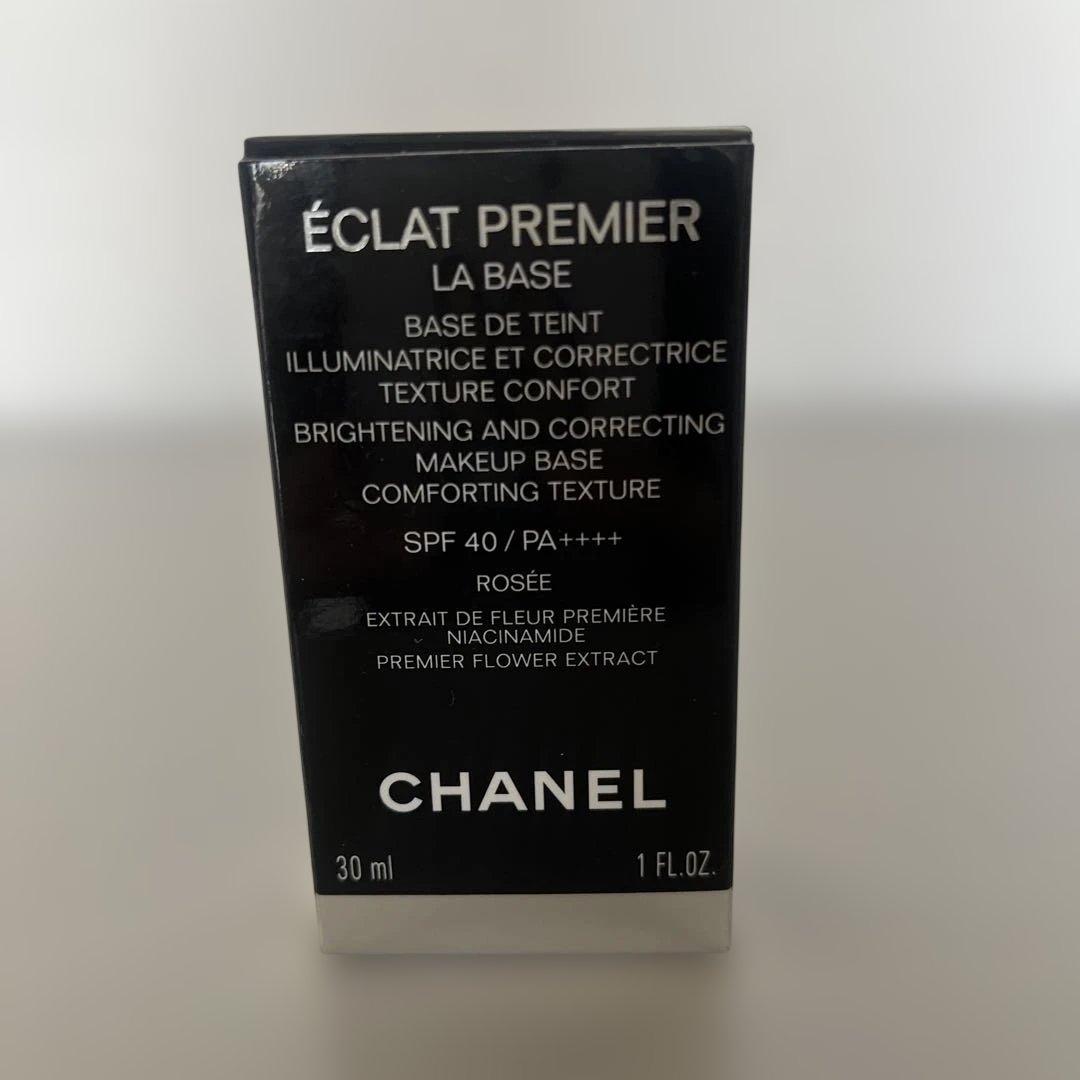 ÉCLAT PREMIER
LA BASE
BASE DE TEINT
ILLUMINATRICE ET CORRECTRICE
TEXTURE CONFORT
BRIGHTENING AND CORRECTING
MAKEUP BASE
COMFORTING TEXTURE
SPF 40 / PA++++
ROSÉE
EXTRAIT DE FLEUR PREMIÈRE
NIACINAMIDE
PREMIER FLOWER EXTRACT
CHANEL
30 ml 1 FL.OZ.